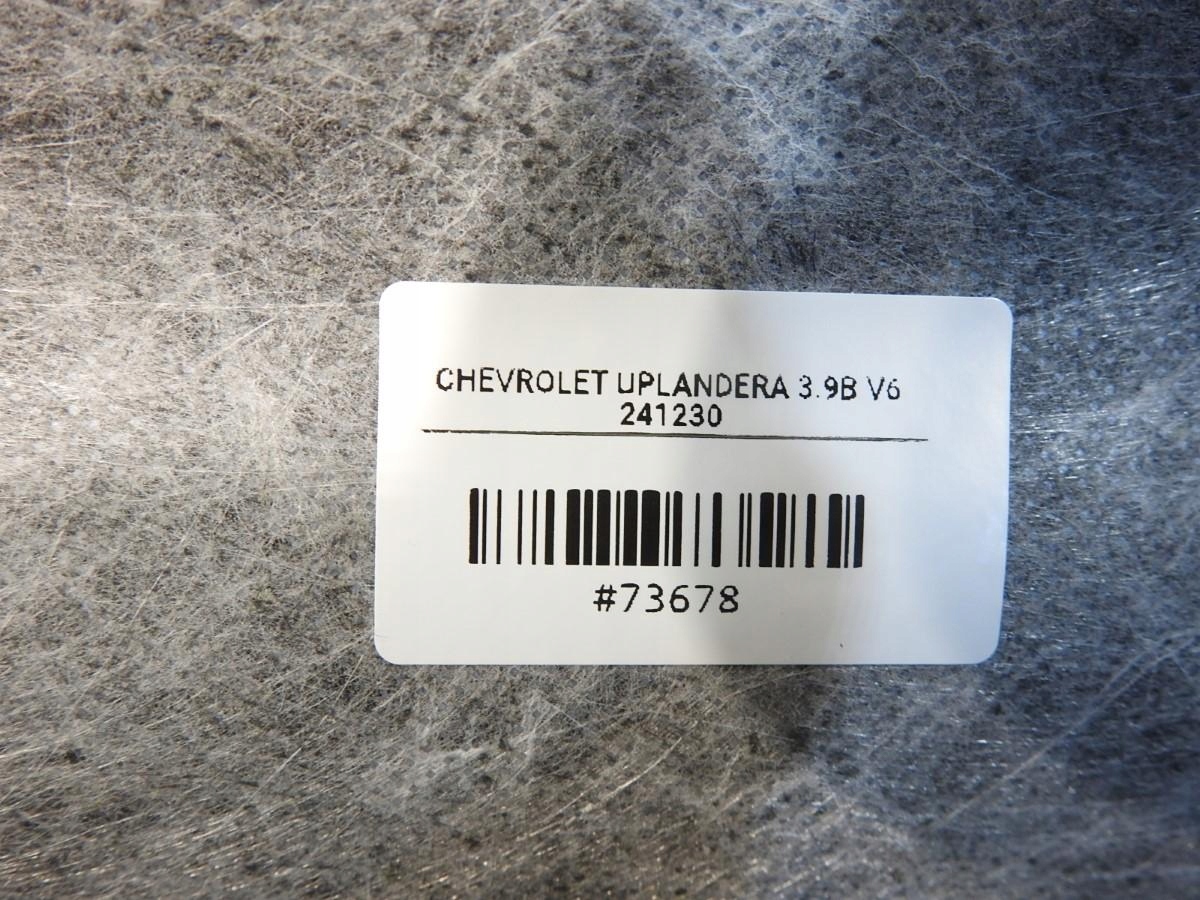 CHEVROLET UPLANDERA 3.9B V6
241230
#73678